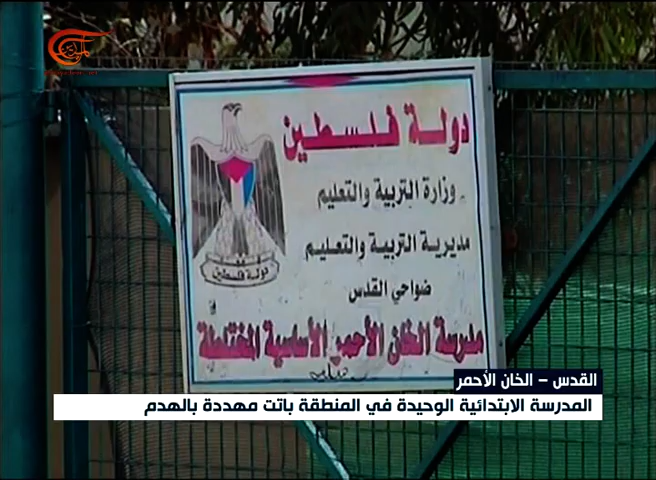 الميادين
دولة فلسطين
وزارة التربية والتعليم
مديرية التربية والتعليم
ضواحي القدس
مدرسة الخان الأحمر الأساسية المختلطة
دولة فلسطين
القدس – الخان الأحمر
المدرسة الابتدائية الوحيدة في المنطقة باتت مهددة بالهدم